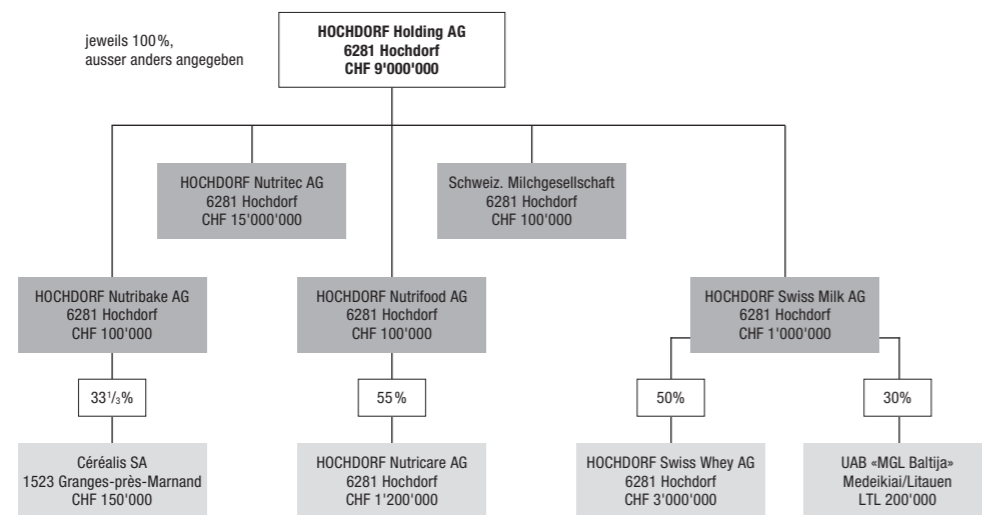 jeweils 100%,
ausser anders angegeben
HOCHDORF Holding AG
6281 Hochdorf
CHF 9'000'000
HOCHDORF Nutritec AG
6281 Hochdorf
CHF 15'000'000
Schweiz. Milchgesellschaft
6281 Hochdorf
CHF 100'000
HOCHDORF Nutribake AG
6281 Hochdorf
CHF 100'000
HOCHDORF Nutrifood AG
6281 Hochdorf
CHF 100'000
HOCHDORF Swiss Milk AG
6281 Hochdorf
CHF 1'000'000
33 1/3%
55%
50%
30%
Céréalis SA
1523 Granges-près-Marnand
CHF 150'000
HOCHDORF Nutricare AG
6281 Hochdorf
CHF 1'200'000
HOCHDORF Swiss Whey AG
6281 Hochdorf
CHF 3'000'000
UAB «MGL Baltija»
Medeikiai/Litauen
LTL 200'000